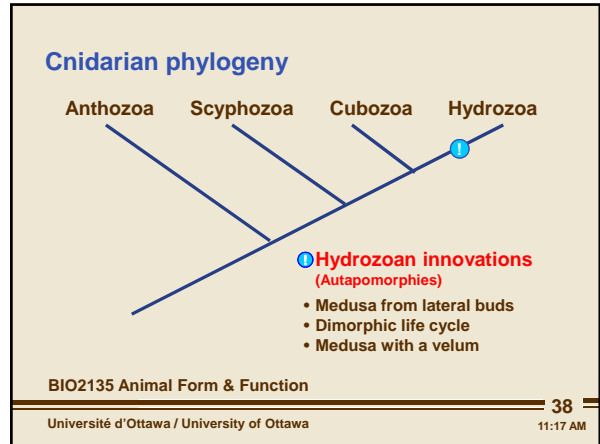 Cnidarian phylogeny
Anthozoa Scyphozoa Cubozoa Hydrozoa
!
! Hydrozoan innovations
(Autapomorphies)
• Medusa from lateral buds
• Dimorphic life cycle
• Medusa with a velum
BIO2135 Animal Form & Function
38
Université d'Ottawa / University of Ottawa
11:17 AM